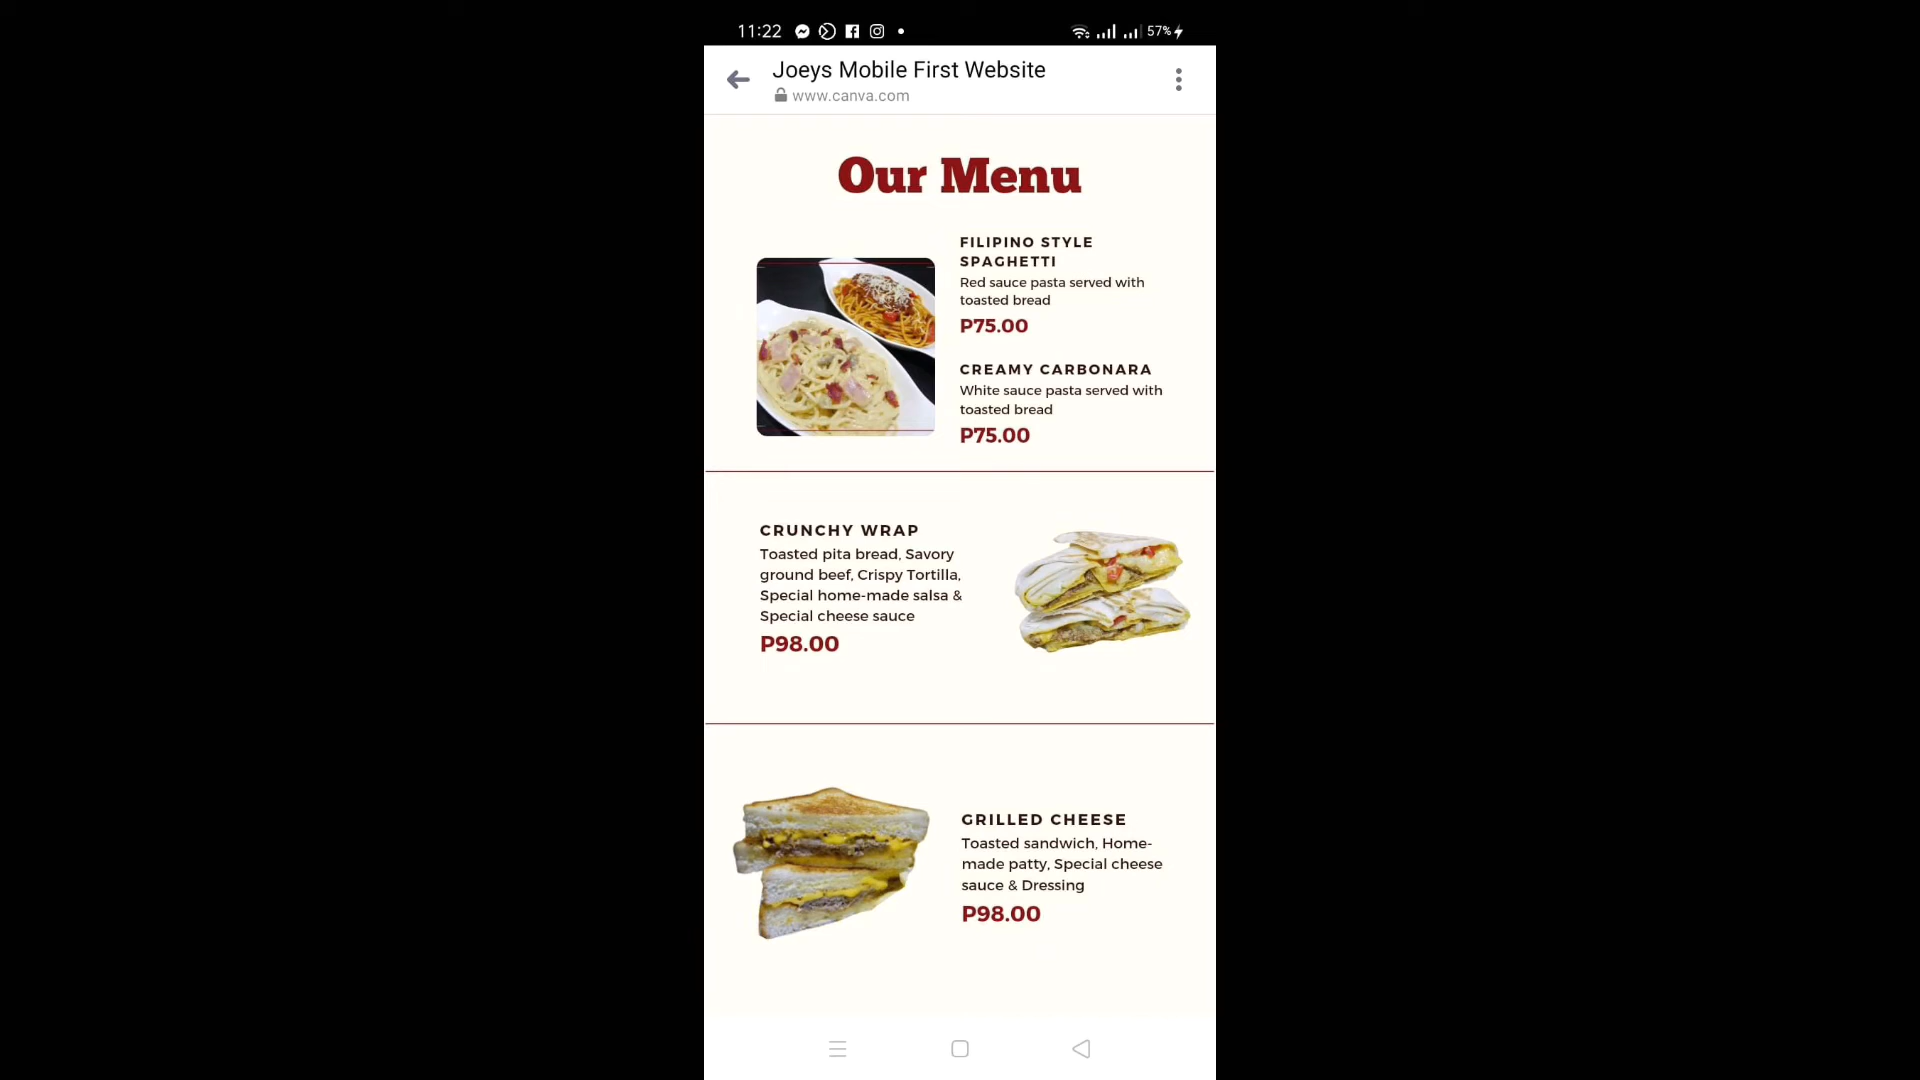 11:22
57%
Joeys Mobile First Website
www.canva.com
Our Menu
FILIPINO STYLE
SPAGHETTI
Red sauce pasta served with
toasted bread
P75.00
CREAMY CARBONARA
White sauce pasta served with
toasted bread
P75.00
CRUNCHY WRAP
Toasted pita bread, Savory
ground beef, Crispy Tortilla,
Special home-made salsa &
Special cheese sauce
P98.00
GRILLED CHEESE
Toasted sandwich, Home-
made patty, Special cheese
sauce & Dressing
P98.00